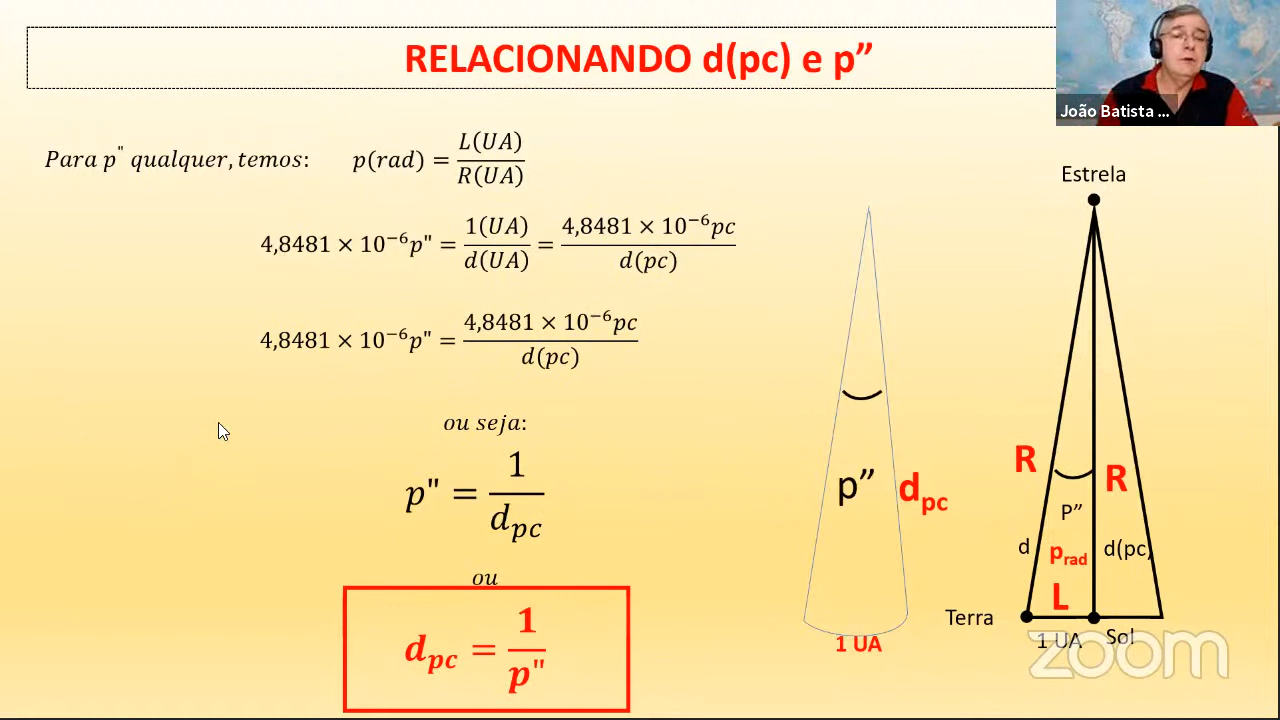 RELACIONANDO d(pc) e p”
João Batista ...
Para p" qualquer, temos: p(rad) = L(UA) / R(UA)
4,8481 × 10⁻⁶p" = 1(UA) / d(UA) = 4,8481 × 10⁻⁶pc / d(pc)
4,8481 × 10⁻⁶p" = 4,8481 × 10⁻⁶pc / d(pc)
ou seja:
p" = 1 / d_pc
ou
d_pc = 1 / p"
p”
d_pc
1 UA
Estrela
R
R
P”
d
p_rad
d(pc)
L
Terra
1 UA
Sol
zoom